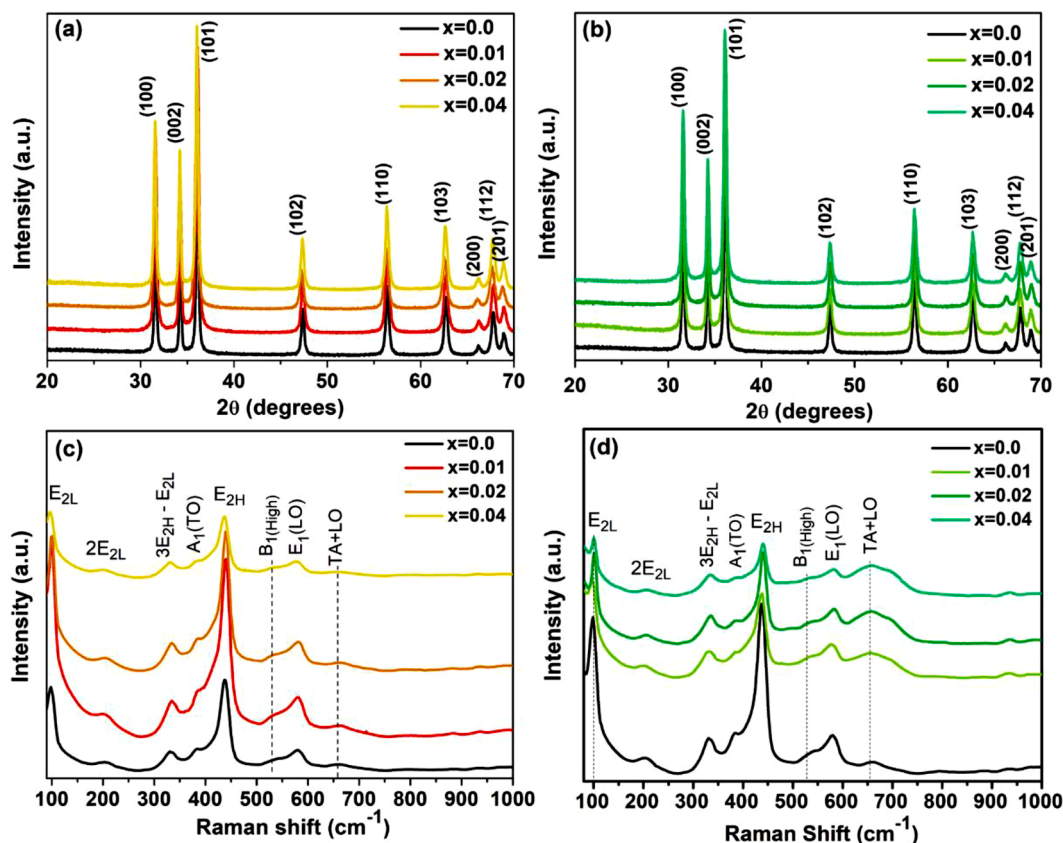 (a)
x=0.0
x=0.01
x=0.02
x=0.04
(100)
(002)
(101)
(102)
(110)
(103)
(200)
(112)
(201)
Intensity (a.u.)
20 30 40 50 60 70
2θ (degrees)
(b)
x=0.0
x=0.01
x=0.02
x=0.04
(100)
(002)
(101)
(102)
(110)
(103)
(200)
(112)
(201)
Intensity (a.u.)
20 30 40 50 60 70
2θ (degrees)
(c)
x=0.0
x=0.01
x=0.02
x=0.04
E2L
2E2L
3E2H - E2L
A1(TO)
E2H
B1(High)
E1(LO)
TA+LO
Intensity (a.u.)
100 200 300 400 500 600 700 800 900 1000
Raman shift (cm-1)
(d)
x=0.0
x=0.01
x=0.02
x=0.04
E2L
2E2L
3E2H - E2L
A1(TO)
E2H
B1(High)
E1(LO)
TA+LO
Intensity (a.u.)
100 200 300 400 500 600 700 800 900 1000
Raman Shift (cm-1)